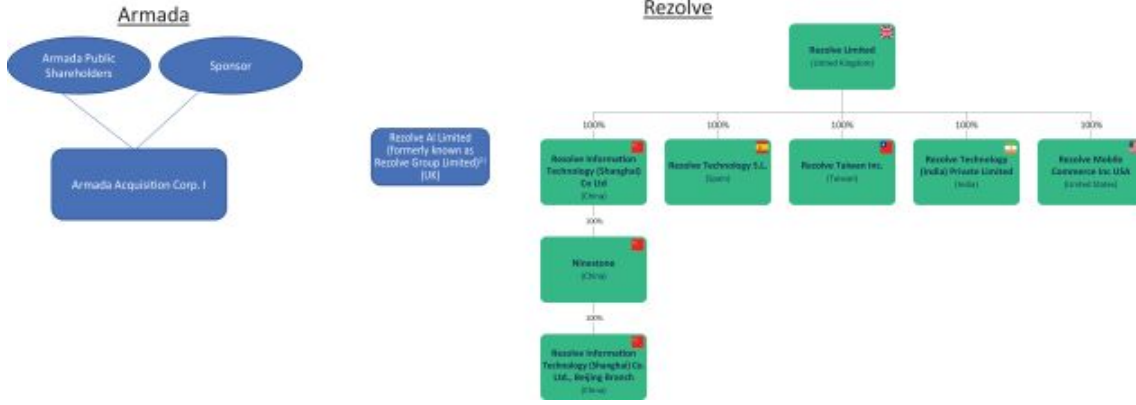 Armada
Armada Public
Shareholders
Sponsor
Armada Acquisition Corp. I
Rezolve AI Limited
(formerly known as
Rezolve Group Limited)⁽¹⁾
(UK)
Rezolve
Rezolve Limited
(United Kingdom)
100%
100%
100%
100%
100%
Rezolve Information
Technology (Shanghai)
Co Ltd
(China)
Rezolve Technology S.L.
(Spain)
Rezolve Taiwan Inc.
(Taiwan)
Rezolve Technology
(India) Private Limited
(India)
Rezolve Mobile
Commerce Inc USA
(United States)
100%
Ninestone
(China)
100%
Rezolve Information
Technology (Shanghai) Co.
Ltd., Beijing Branch
(China)